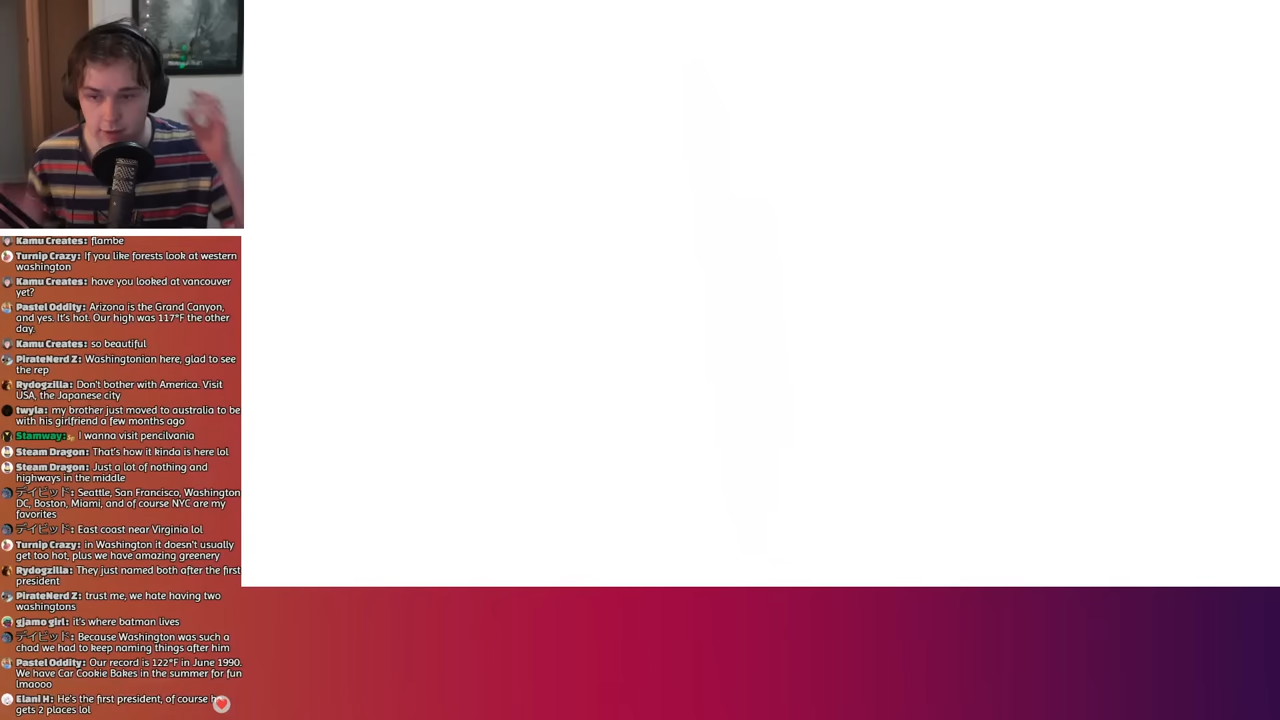 Kamu Creates: flambe
Turnip Crazy: If you like forests look at western
washington
Kamu Creates: have you looked at vancouver
yet?
Pastel Oddity: Arizona is the Grand Canyon,
and yes. It's hot. Our high was 117°F the other
day.
Kamu Creates: so beautiful
PirateNerd Z: Washingtonian here, glad to see
the rep
Rydogzilla: Don't bother with America. Visit
USA, the Japanese city
twyla: my brother just moved to australia to be
with his girlfriend a few months ago
Stamway: I wanna visit pencilvania
Steam Dragon: That's how it kinda is here lol
Steam Dragon: Just a lot of nothing and
highways in the middle
デイビッド: Seattle, San Francisco, Washington
DC, Boston, Miami, and of course NYC are my
favorites
デイビッド: East coast near Virginia lol
Turnip Crazy: in Washington it doesn't usually
get too hot, plus we have amazing greenery
Rydogzilla: They just named both after the first
president
PirateNerd Z: trust me, we hate having two
washingtons
gjamo girl: it's where batman lives
デイビッド: Because Washington was such a
chad we had to keep naming things after him
Pastel Oddity: Our record is 122°F in June 1990.
We have Car Cookie Bakes in the summer for fun
lmaooo
Elani H: He's the first president, of course
gets 2 places lol